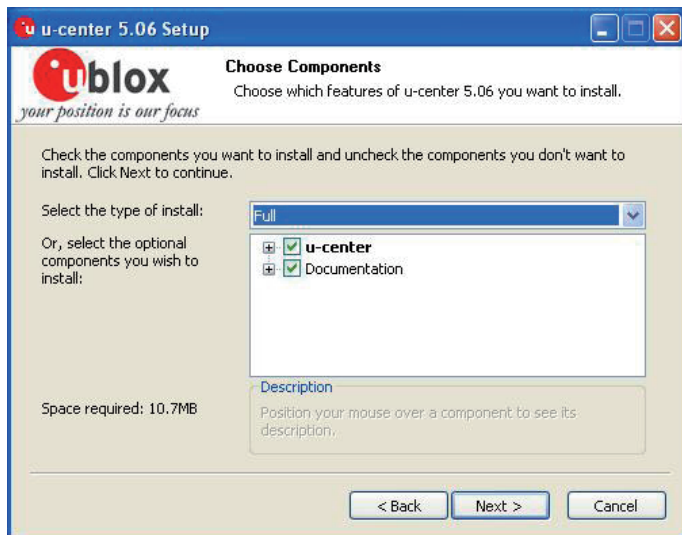 u-center 5.06 Setup
ublox
your position is our focus
Choose Components
Choose which features of u-center 5.06 you want to install.
Check the components you want to install and uncheck the components you don't want to
install. Click Next to continue.
Select the type of install:
Full
Or, select the optional
components you wish to
install:
u-center
Documentation
Space required: 10.7MB
Description
Position your mouse over a component to see its
description.
< Back
Next >
Cancel